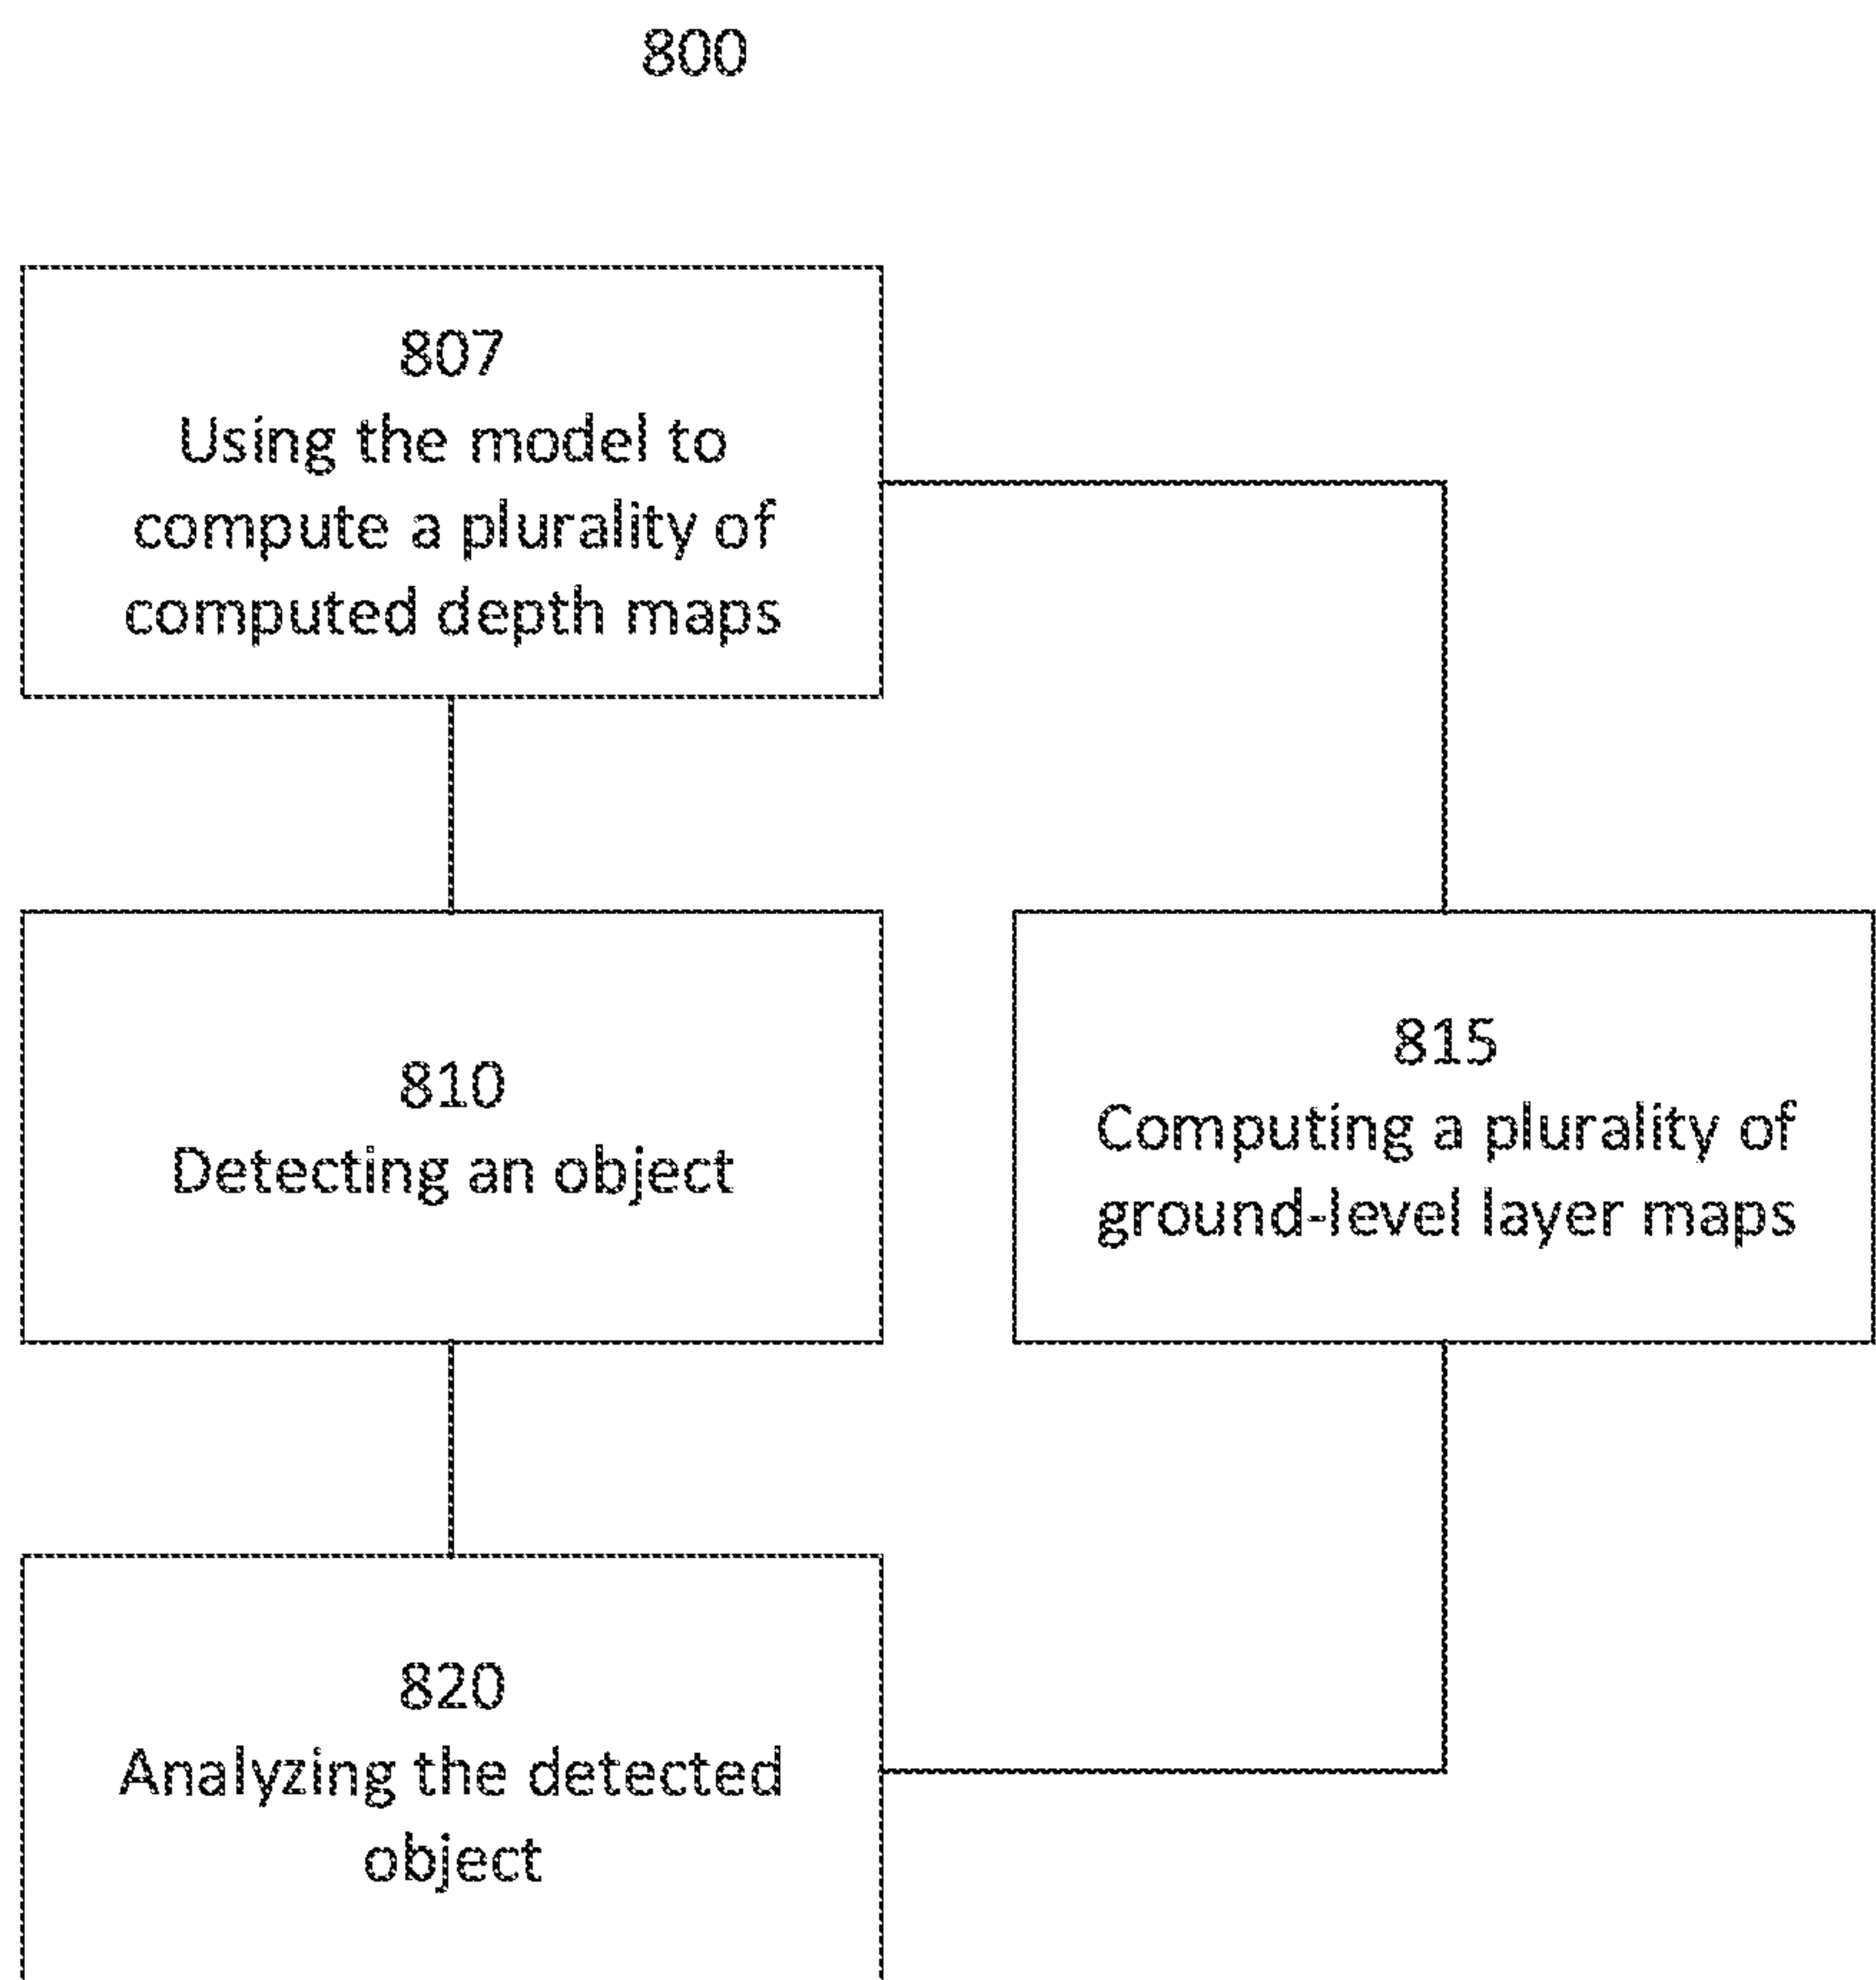 800
807
Using the model to
compute a plurality of
computed depth maps
810
Detecting an object
815
Computing a plurality of
ground-level layer maps
820
Analyzing the detected
object